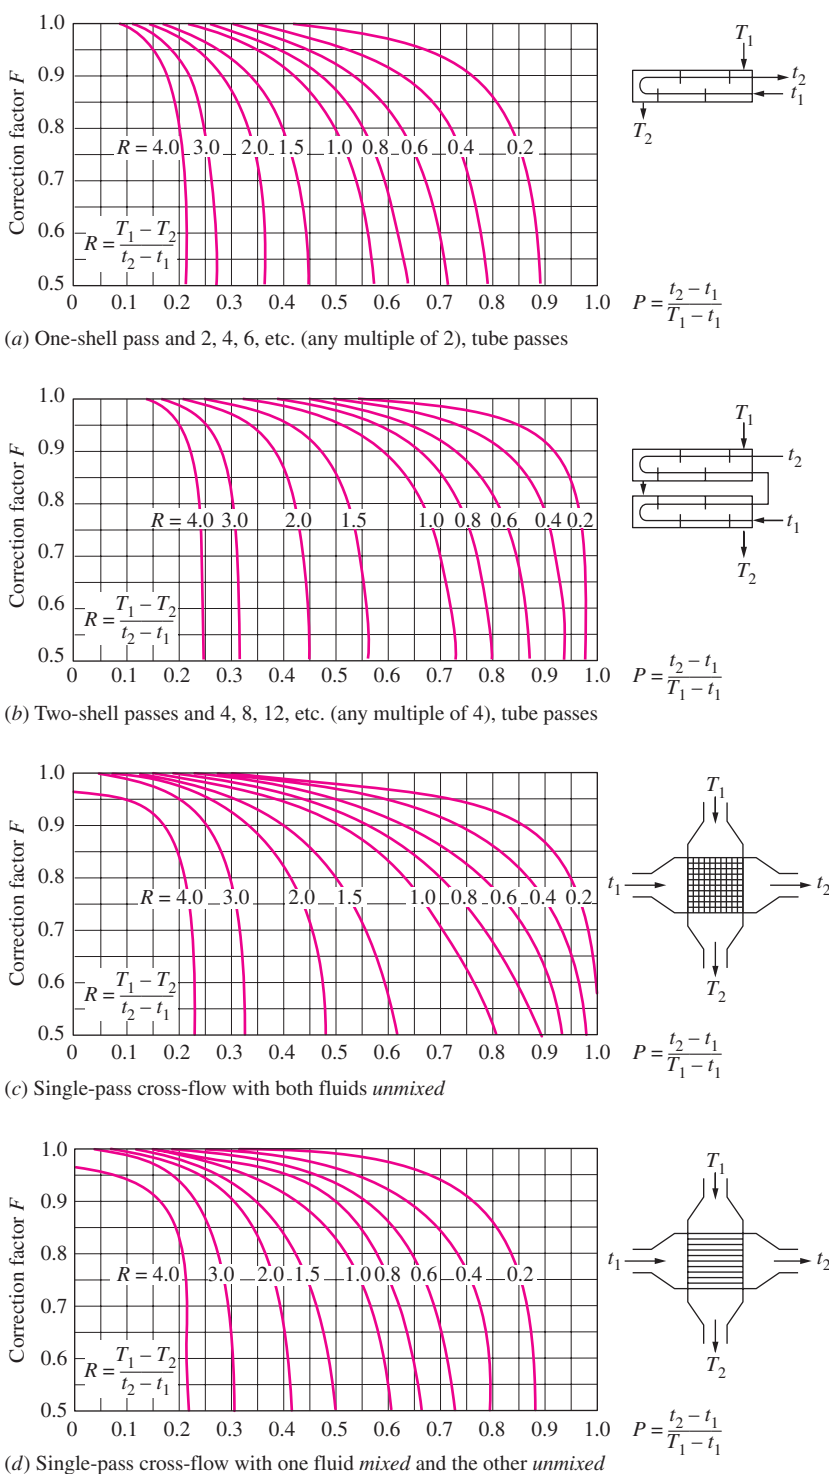 Correction factor F
1.0
0.9
0.8
0.7
0.6
0.5
R = 4.0 3.0 2.0 1.5 1.0 0.8 0.6 0.4 0.2
R = T1 – T2 / t2 – t1
0 0.1 0.2 0.3 0.4 0.5 0.6 0.7 0.8 0.9 1.0
T1
t2
t1
T2
P = t2 – t1 / T1 – t1
(a) One-shell pass and 2, 4, 6, etc. (any multiple of 2), tube passes
Correction factor F
1.0
0.9
0.8
0.7
0.6
0.5
R = 4.0 3.0 2.0 1.5 1.0 0.8 0.6 0.4 0.2
R = T1 – T2 / t2 – t1
0 0.1 0.2 0.3 0.4 0.5 0.6 0.7 0.8 0.9 1.0
T1
t2
t1
T2
P = t2 – t1 / T1 – t1
(b) Two-shell passes and 4, 8, 12, etc. (any multiple of 4), tube passes
Correction factor F
1.0
0.9
0.8
0.7
0.6
0.5
R = 4.0 3.0 2.0 1.5 1.0 0.8 0.6 0.4 0.2
R = T1 – T2 / t2 – t1
0 0.1 0.2 0.3 0.4 0.5 0.6 0.7 0.8 0.9 1.0
T1
t1 t2
T2
P = t2 – t1 / T1 – t1
(c) Single-pass cross-flow with both fluids unmixed
Correction factor F
1.0
0.9
0.8
0.7
0.6
0.5
R = 4.0 3.0 2.0 1.5 1.0 0.8 0.6 0.4 0.2
R = T1 – T2 / t2 – t1
0 0.1 0.2 0.3 0.4 0.5 0.6 0.7 0.8 0.9 1.0
T1
t1 t2
T2
P = t2 – t1 / T1 – t1
(d) Single-pass cross-flow with one fluid mixed and the other unmixed